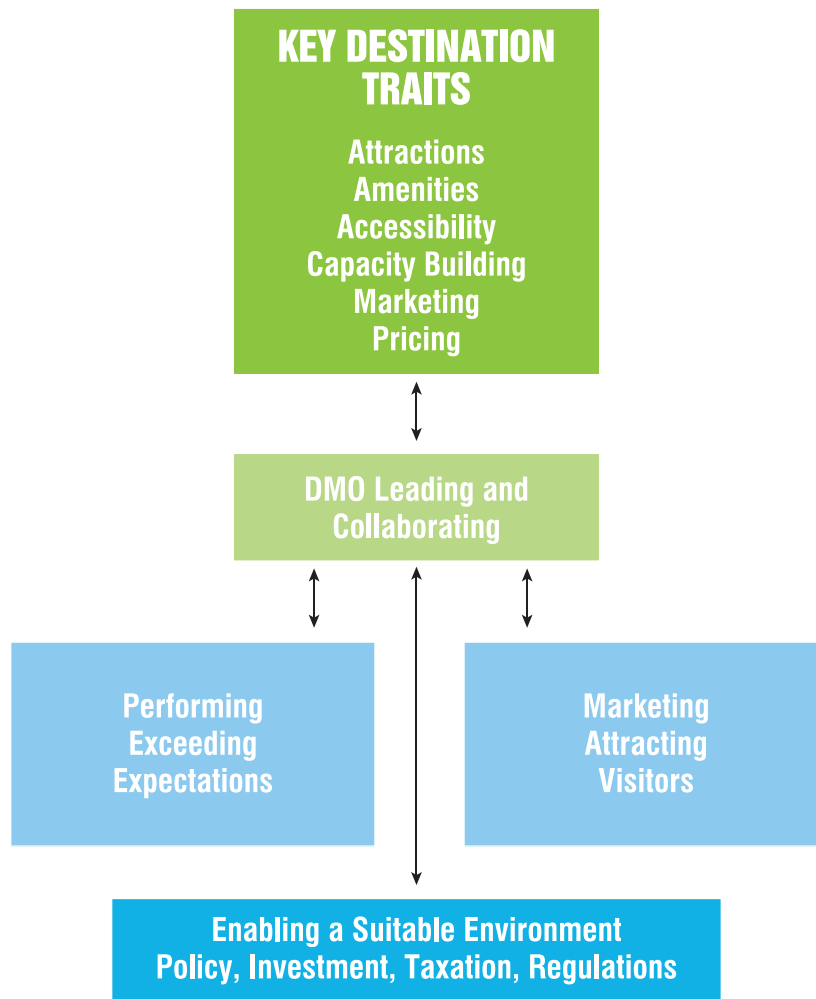 KEY DESTINATION
TRAITS
Attractions
Amenities
Accessibility
Capacity Building
Marketing
Pricing
DMO Leading and
Collaborating
Performing
Exceeding
Expectations
Marketing
Attracting
Visitors
Enabling a Suitable Environment
Policy, Investment, Taxation, Regulations